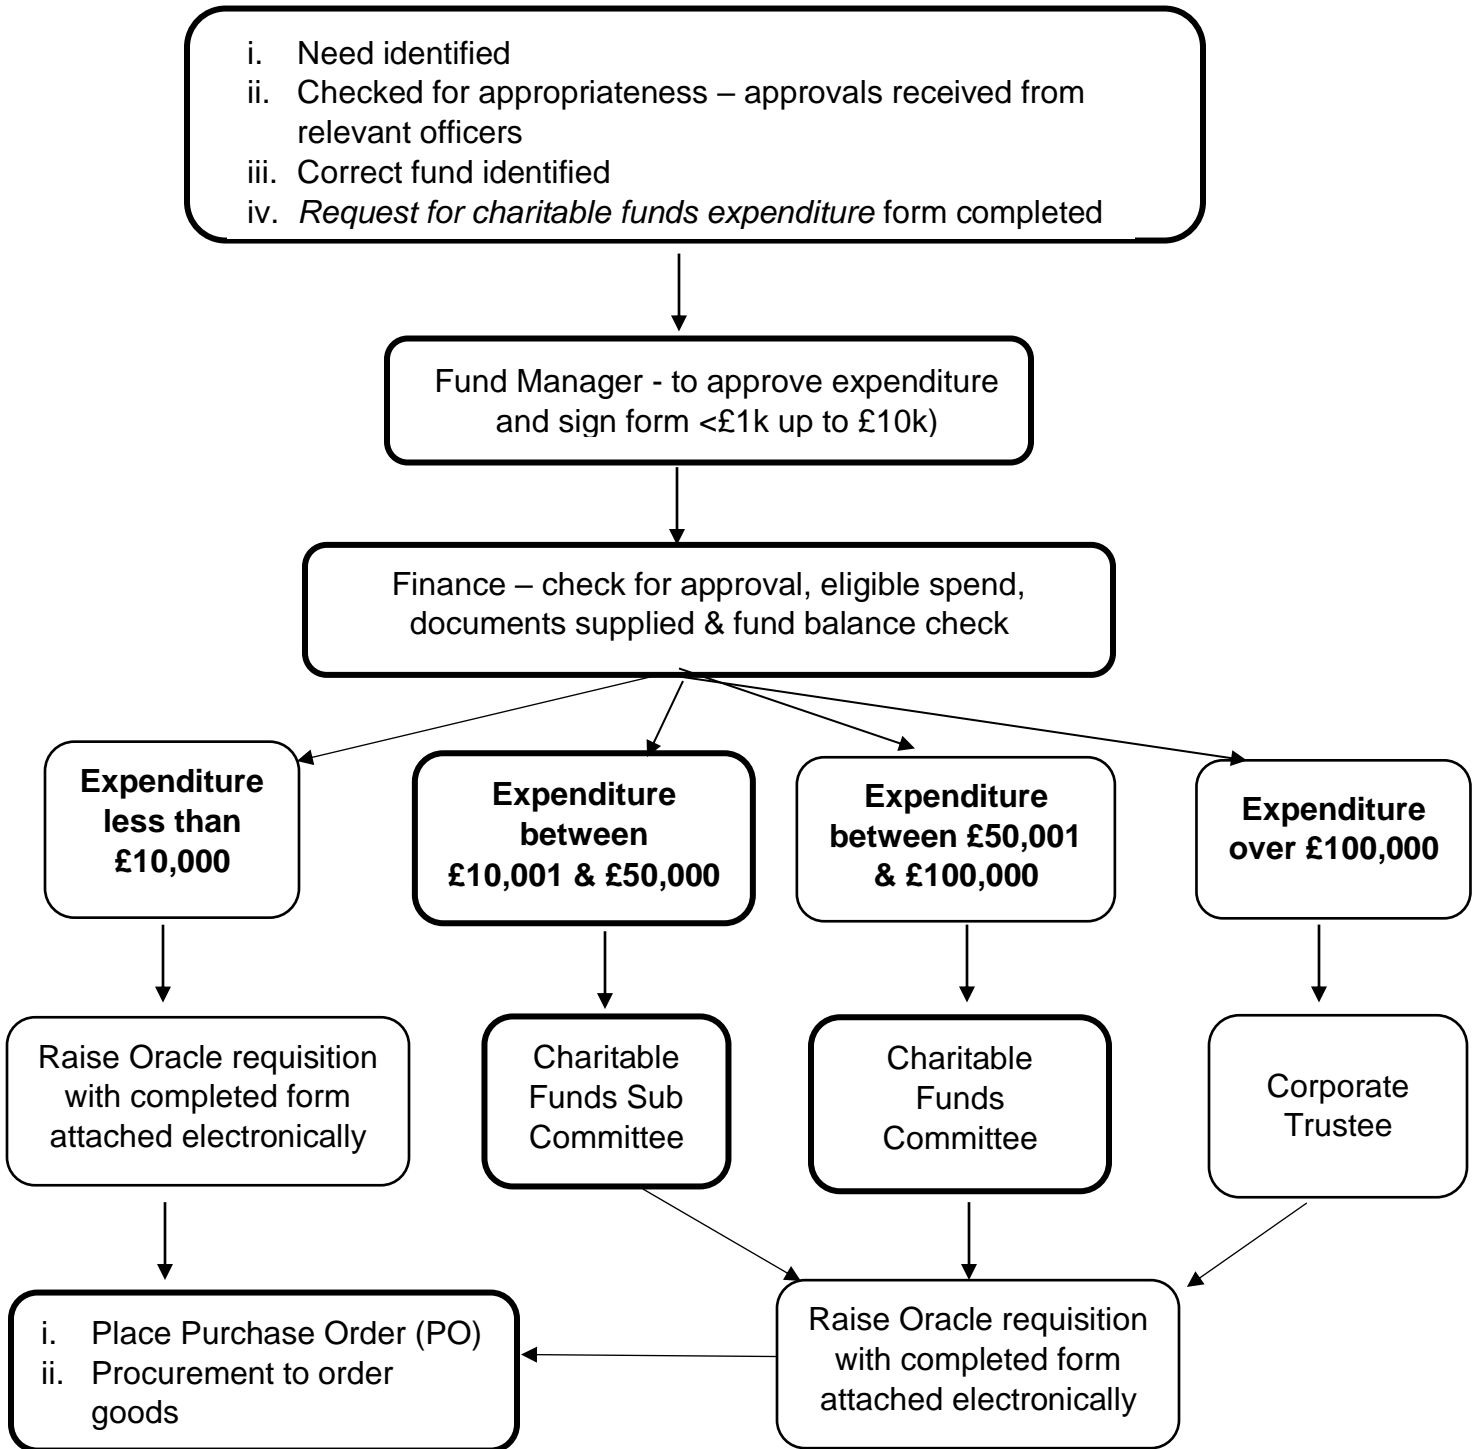 i. Need identified
ii. Checked for appropriateness – approvals received from
relevant officers
iii. Correct fund identified
iv. Request for charitable funds expenditure form completed
Fund Manager - to approve expenditure
and sign form <£1k up to £10k)
Finance – check for approval, eligible spend,
documents supplied & fund balance check
Expenditure
less than
£10,000
Expenditure
between
£10,001 & £50,000
Expenditure
between £50,001
& £100,000
Expenditure
over £100,000
Raise Oracle requisition
with completed form
attached electronically
Charitable
Funds Sub
Committee
Charitable
Funds
Committee
Corporate
Trustee
i. Place Purchase Order (PO)
ii. Procurement to order
goods
Raise Oracle requisition
with completed form
attached electronically